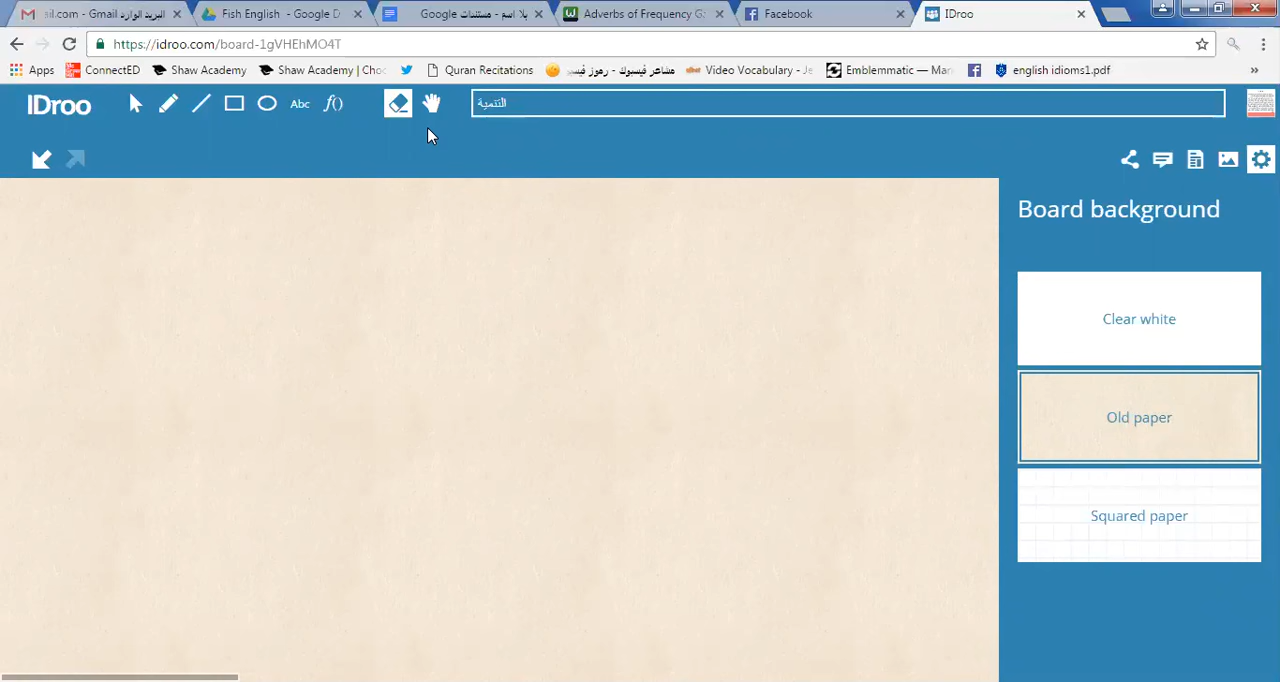 ail.com - Gmail البريد الوارد
Fish English - Google D
بلا اسم - مستندات Google
Adverbs of Frequency G
Facebook
IDroo
https://idroo.com/board-1gVHEhMO4T
Apps
ConnectED
Shaw Academy
Shaw Academy | Choo
Quran Recitations
مشاعر فيسبوك - رموز فيسب
Video Vocabulary - Je
Emblemmatic — Man
english idioms1.pdf
IDroo
Abc
f()
التنمية
Board background
Clear white
Old paper
Squared paper